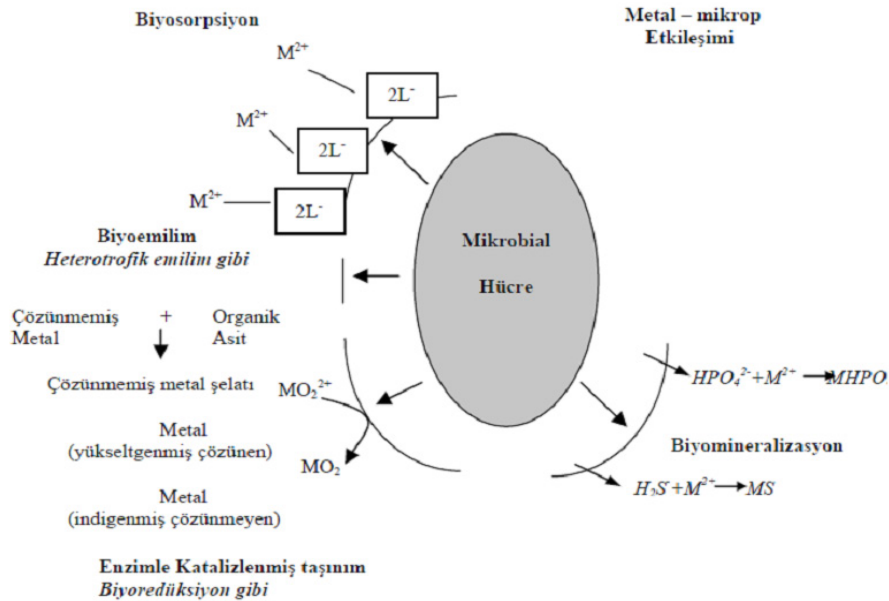 Biyosorpsiyon
Metal – mikrop
Etkileşimi
M²⁺
2L⁻
M²⁺
2L⁻
M²⁺
2L⁻
Biyoemilim
Heterotrofik emilim gibi
Mikrobial
Hücre
Çözünmemiş + Organik
Metal Asit
Çözünmemiş metal şelatı
MO₂²⁺
Metal
(yükseltgenmiş çözünen)
MO₂
Metal
(indigenmiş çözünmeyen)
HPO₄²⁻+M²⁺ → MHPO
Biyomineralizasyon
H₂S+M²⁺ → MS
Enzimle Katalizlenmiş taşınım
Biyoredüksiyon gibi